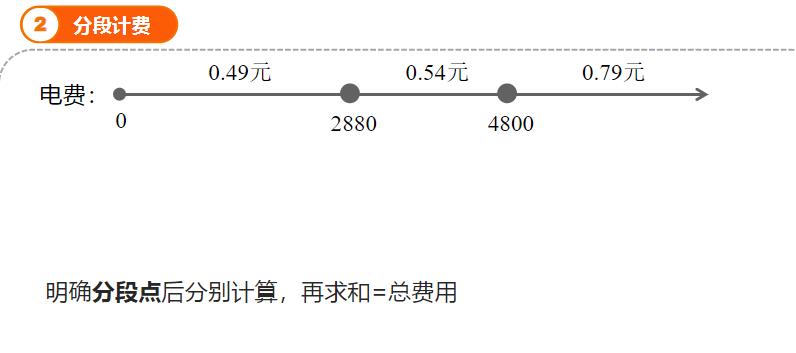 2 分段计费
0.49元 0.54元 0.79元
电费：
0 2880 4800
明确分段点后分别计算，再求和=总费用